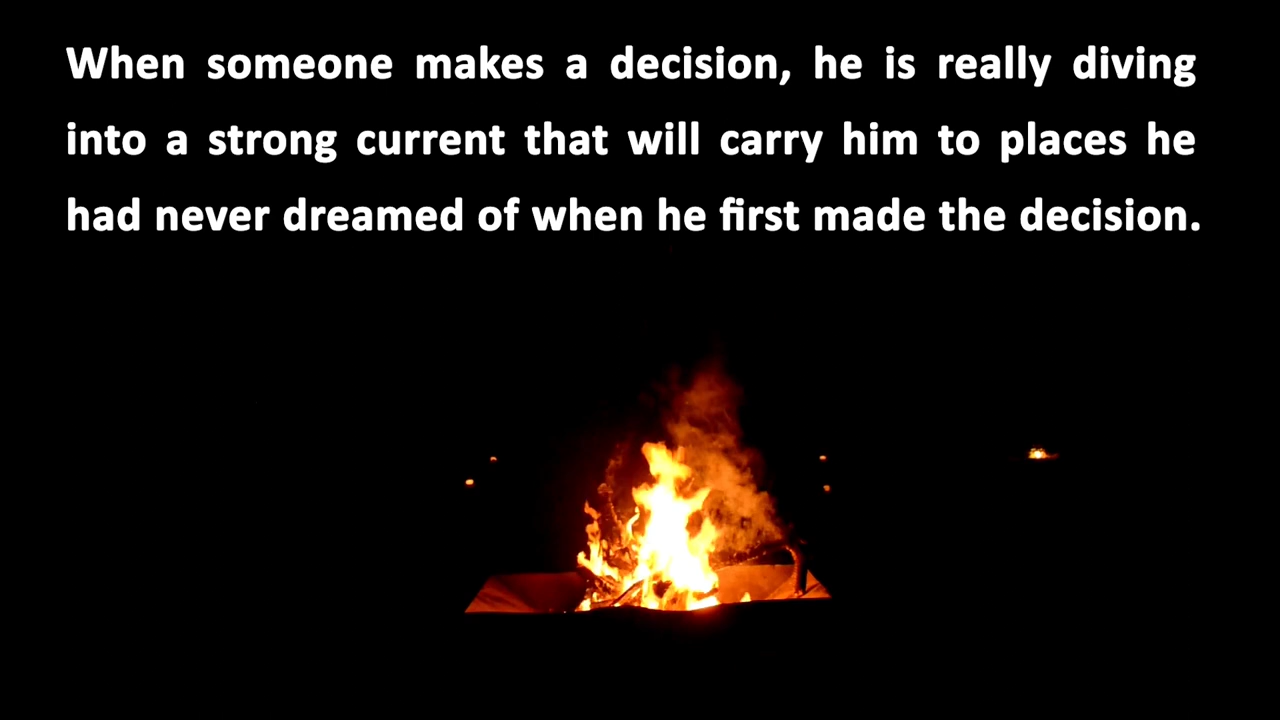 When someone makes a decision, he is really diving
into a strong current that will carry him to places he
had never dreamed of when he first made the decision.